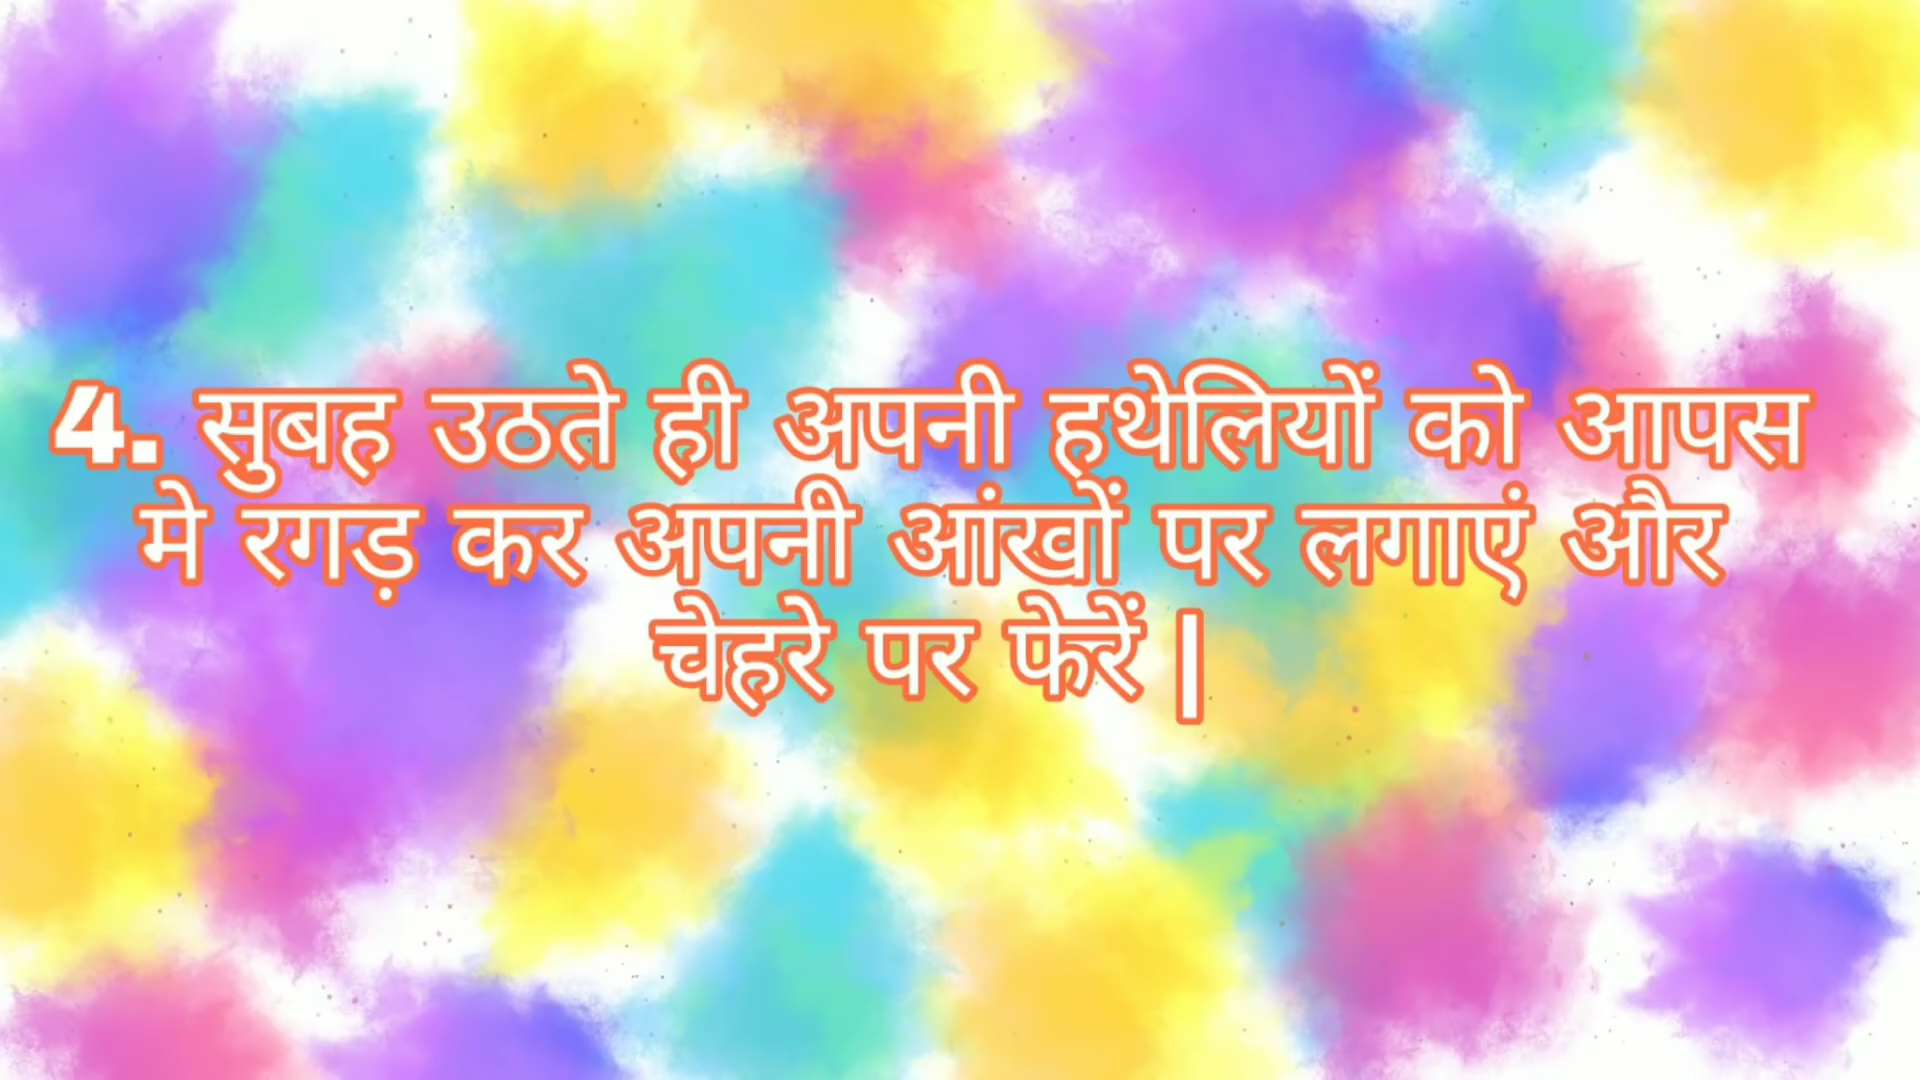 4. सुबह उठते ही अपनी हथेलियों को आपस
मे रगड़ कर अपनी आंखों पर लगाएं और
चेहरे पर फेरें |